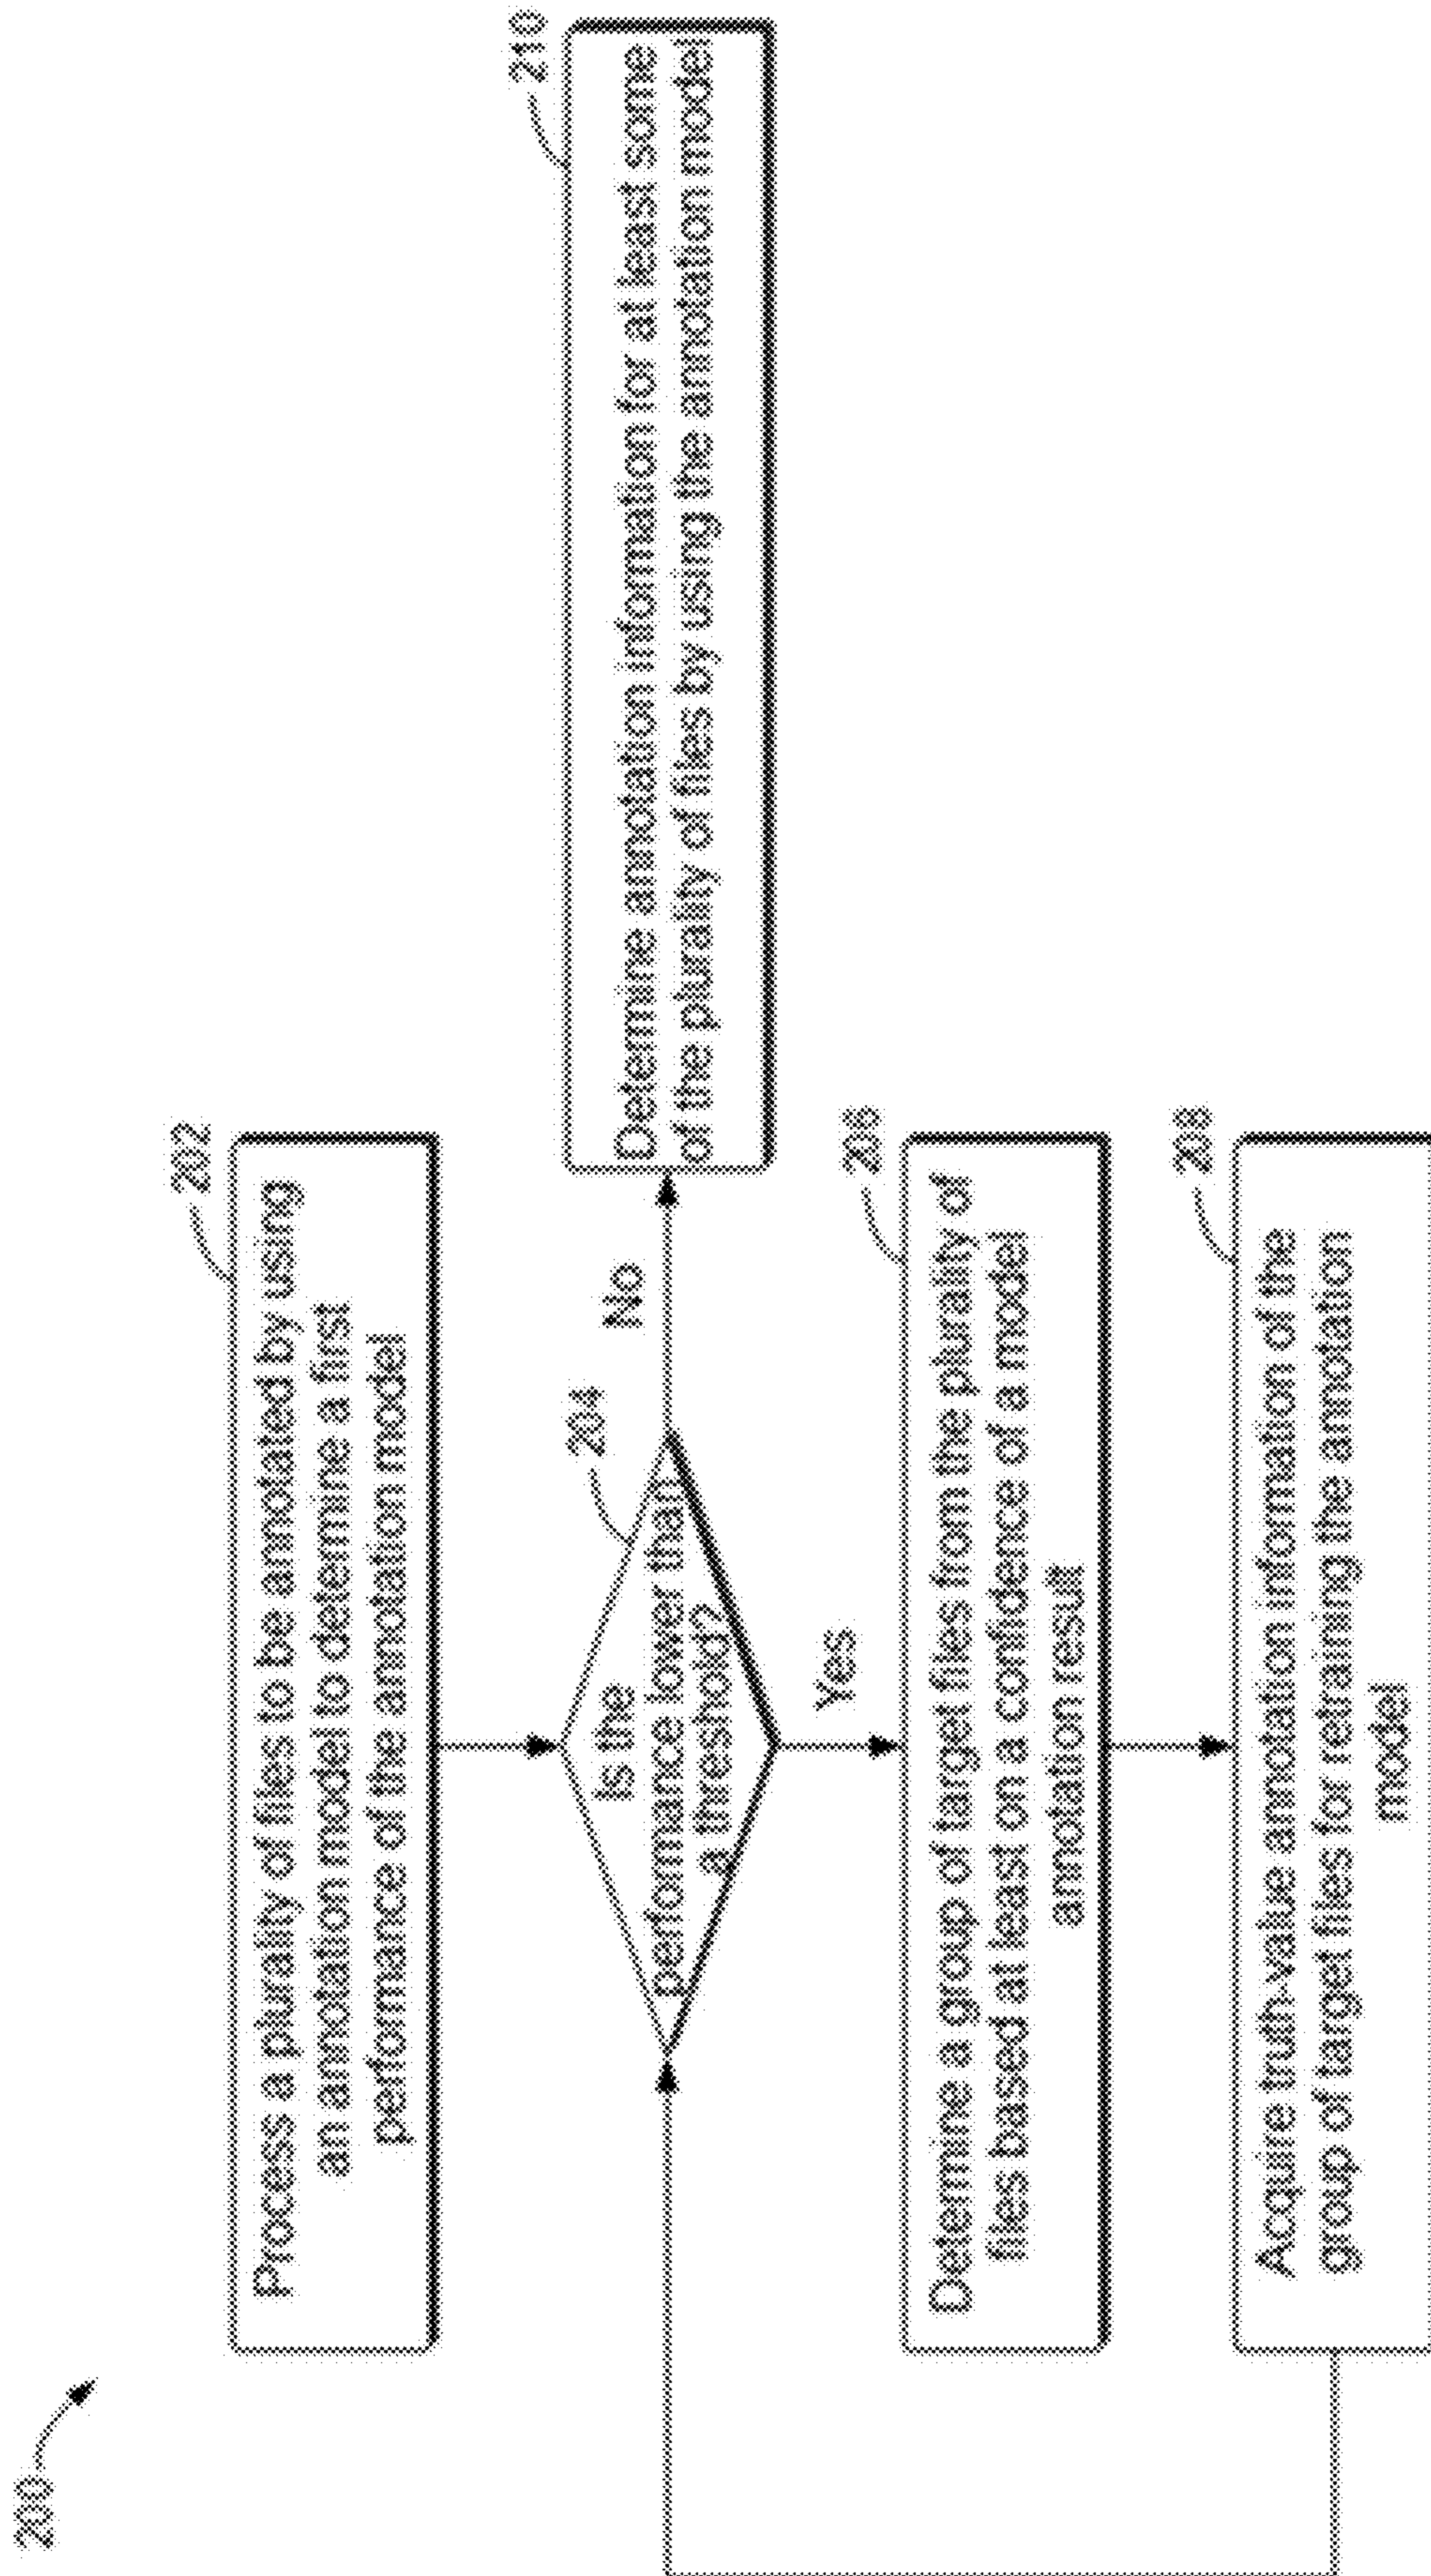 200
202
Process a plurality of files to be annotated by using
an annotation model to determine a first
performance of the annotation model
204
Is the
performance lower than
a threshold?
No
210
Determine annotation information for at least some
of the plurality of files by using the annotation model
Yes
206
Determine a group of target files from the plurality of
files based at least on a confidence of a model
annotation result
208
Acquire truth-value annotation information of the
group of target files for retraining the annotation
model